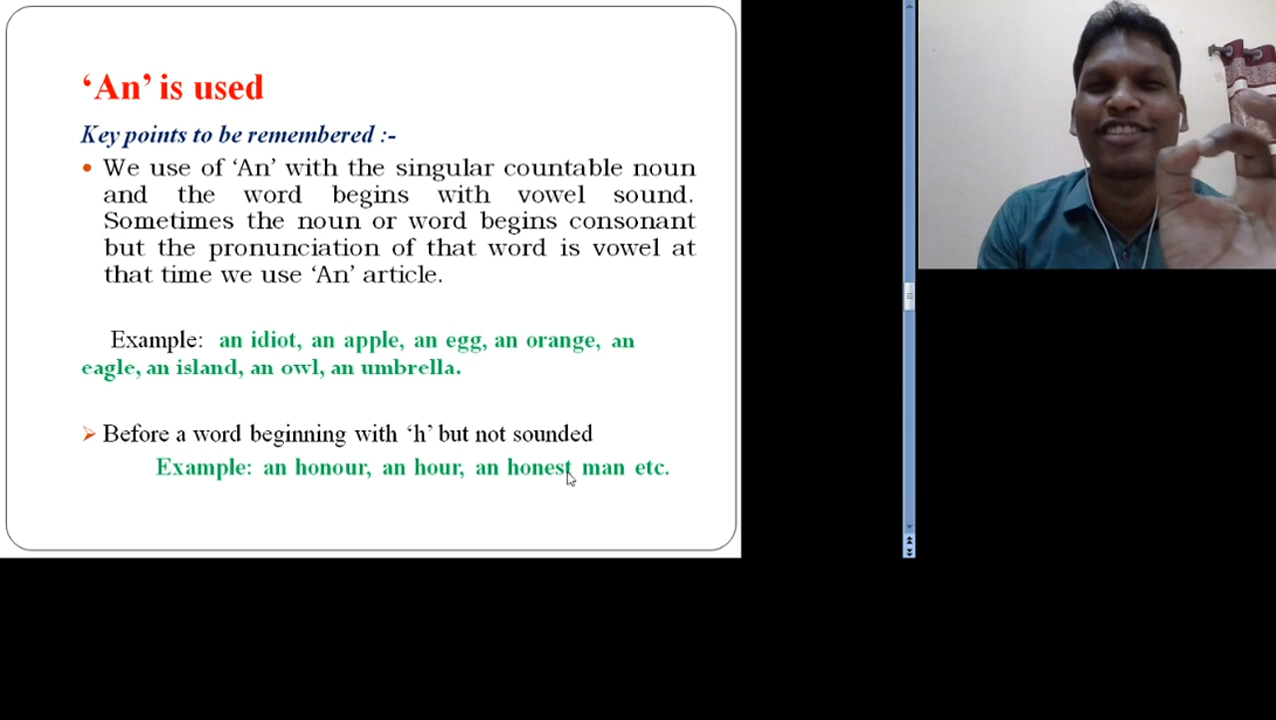 ‘An’ is used
Key points to be remembered :-
• We use of ‘An’ with the singular countable noun
and the word begins with vowel sound.
Sometimes the noun or word begins consonant
but the pronunciation of that word is vowel at
that time we use ‘An’ article.
Example: an idiot, an apple, an egg, an orange, an
eagle, an island, an owl, an umbrella.
➢ Before a word beginning with ‘h’ but not sounded
Example: an honour, an hour, an honest man etc.